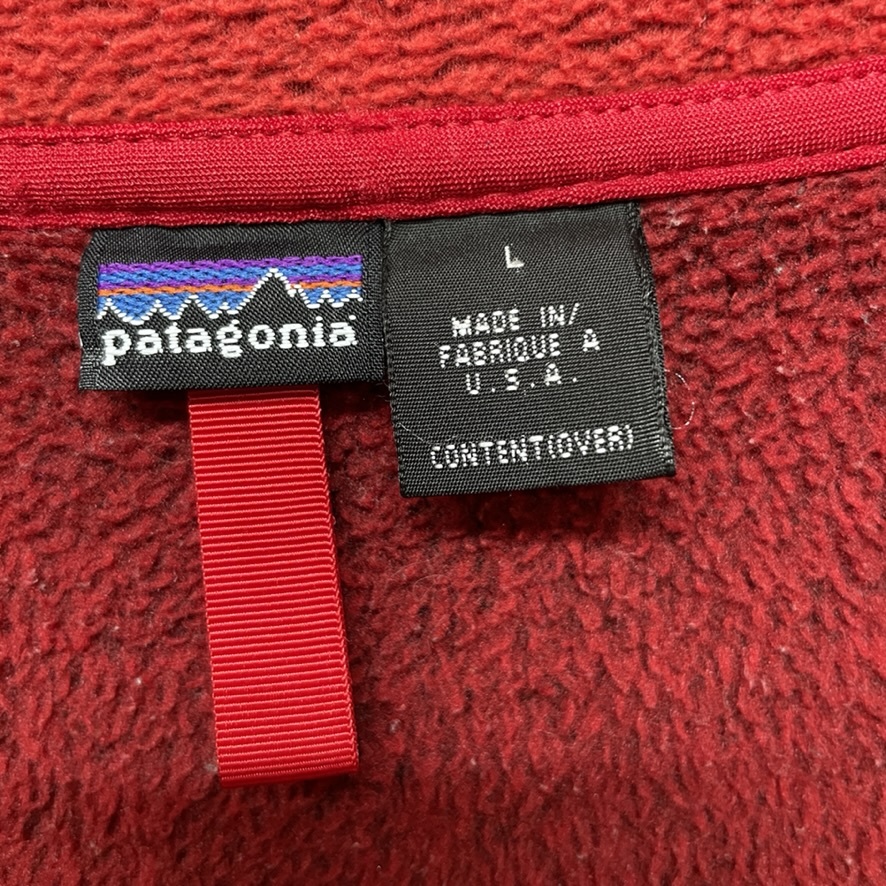 patagonia
L
MADE IN/
FABRIQUE A
U.S.A.
CONTENT(OVER)